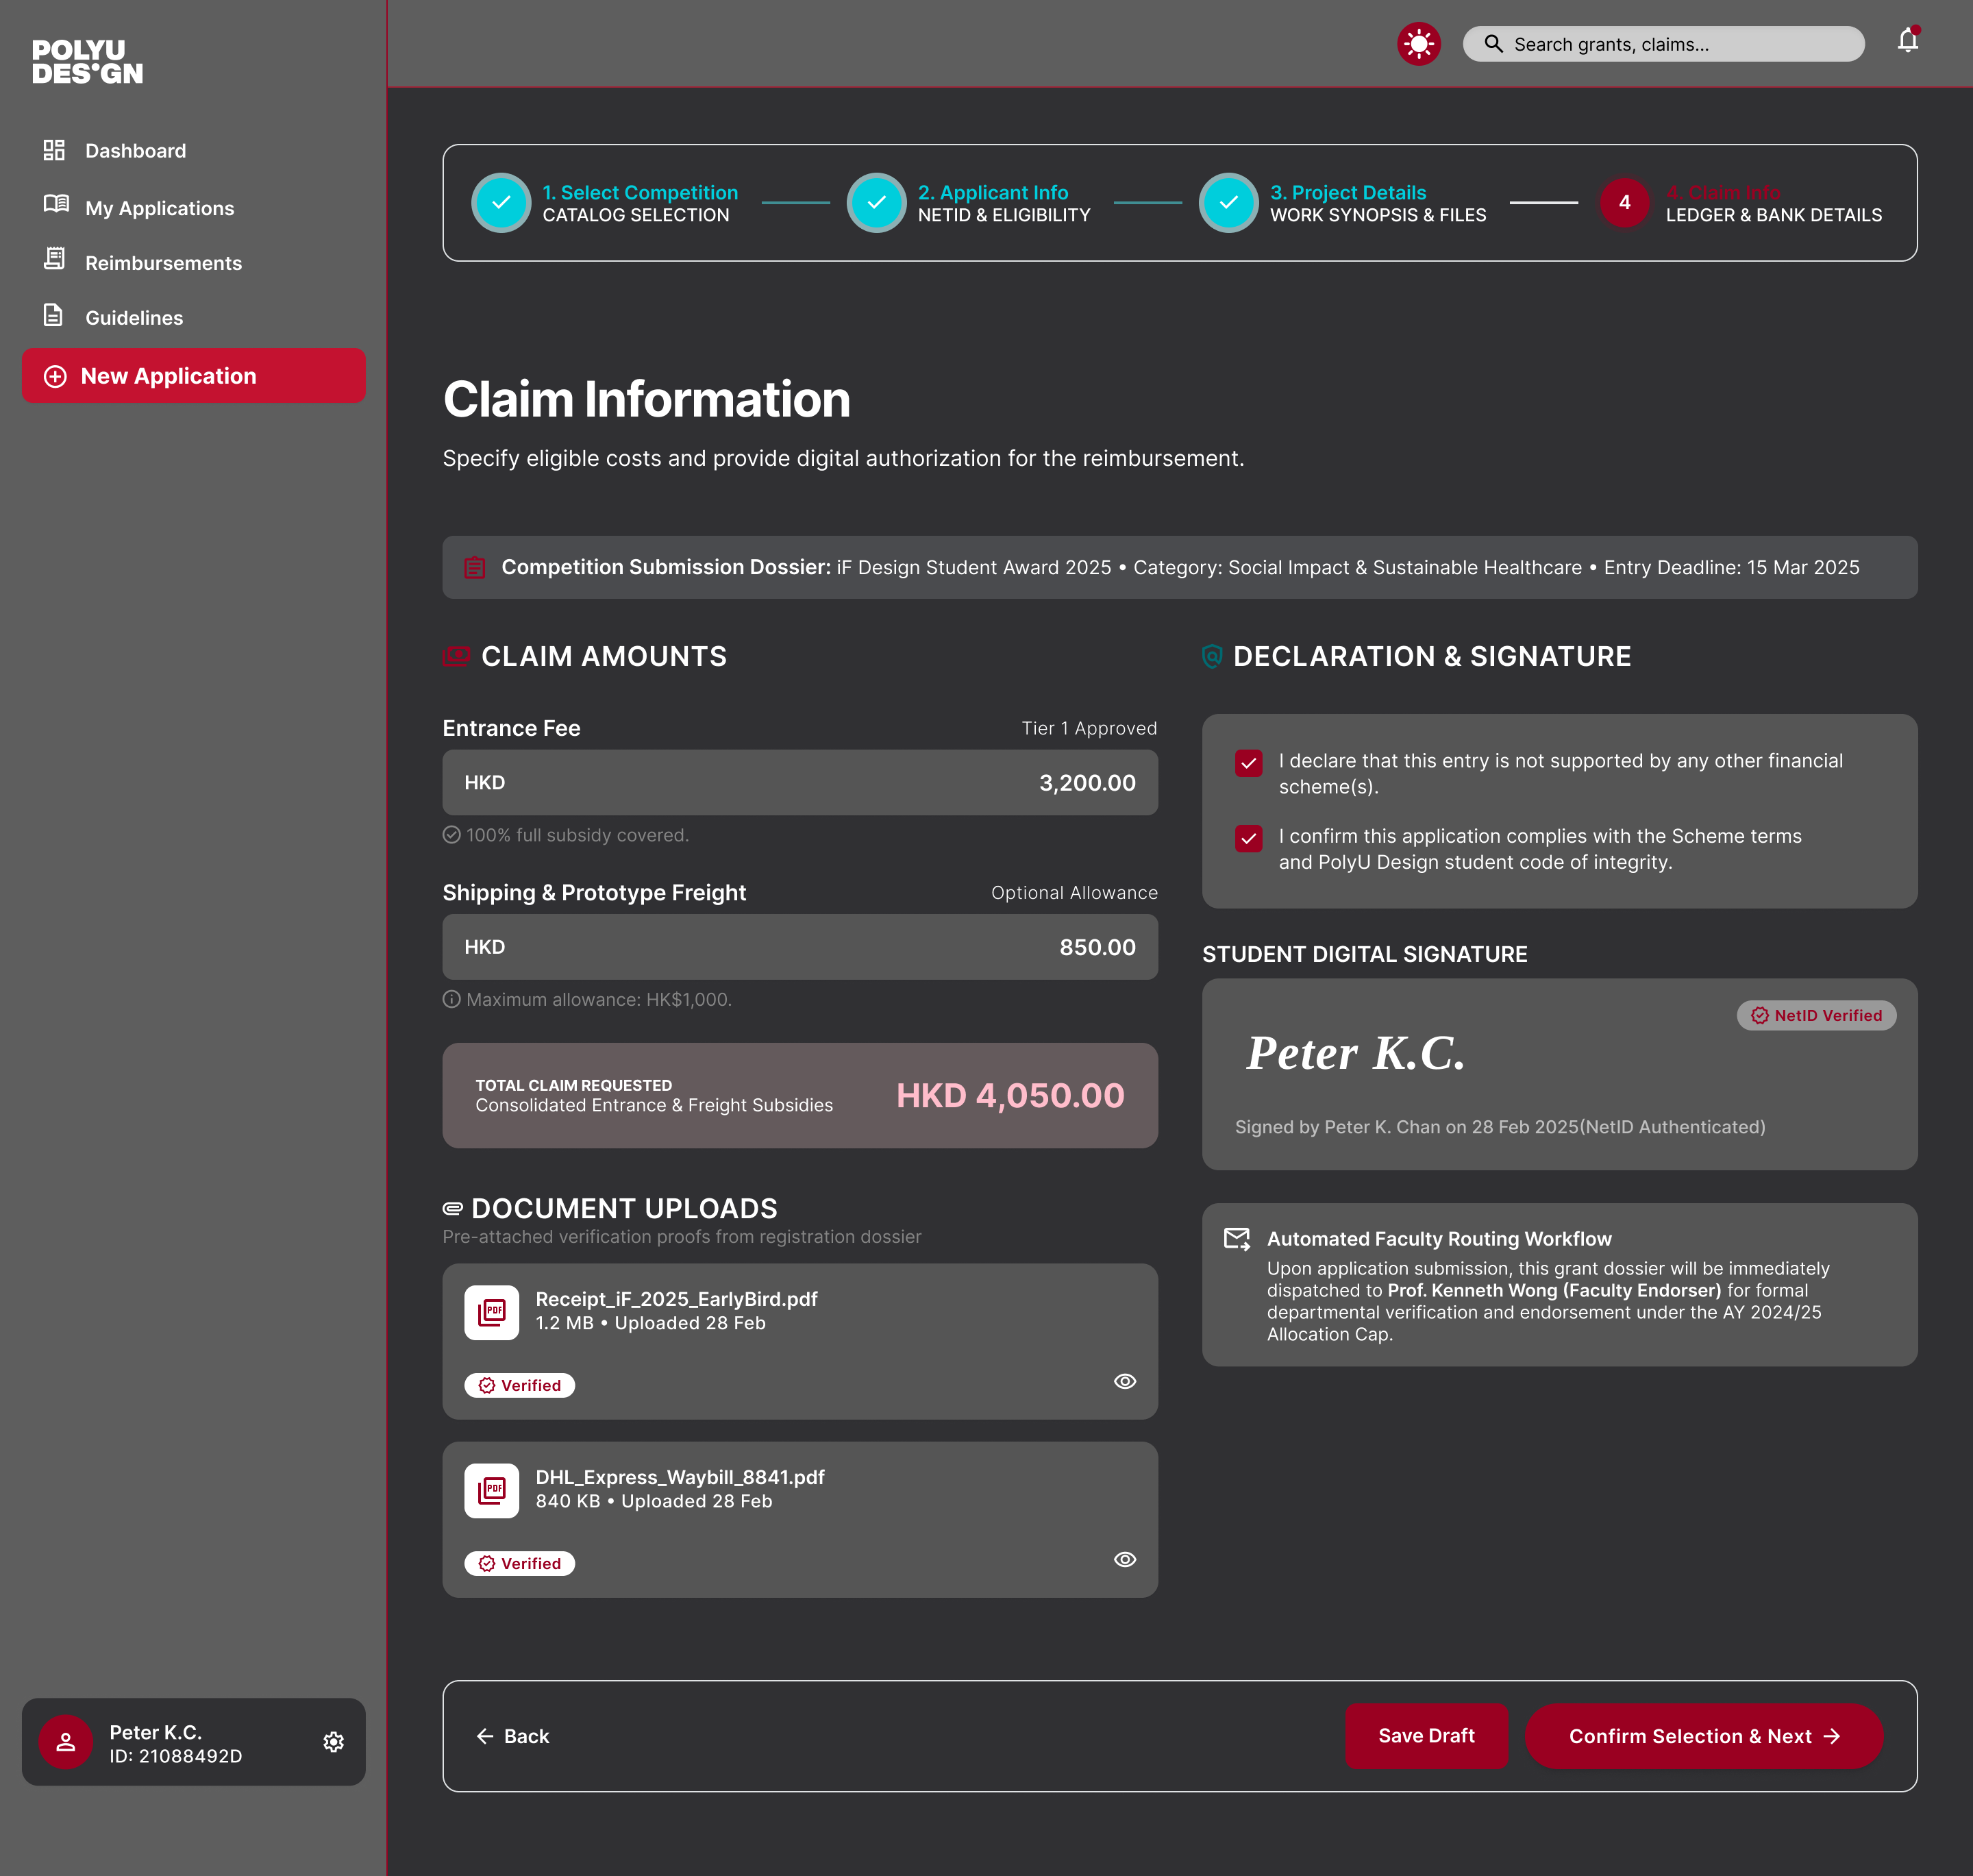 POLYU
DES•GN
Dashboard
My Applications
Reimbursements
Guidelines
New Application
Search grants, claims...
1. Select Competition
CATALOG SELECTION
2. Applicant Info
NETID & ELIGIBILITY
3. Project Details
WORK SYNOPSIS & FILES
4
4. Claim Info
LEDGER & BANK DETAILS
Claim Information
Specify eligible costs and provide digital authorization for the reimbursement.
Competition Submission Dossier: iF Design Student Award 2025 • Category: Social Impact & Sustainable Healthcare • Entry Deadline: 15 Mar 2025
CLAIM AMOUNTS
Entrance Fee
Tier 1 Approved
HKD
3,200.00
100% full subsidy covered.
Shipping & Prototype Freight
Optional Allowance
HKD
850.00
Maximum allowance: HK$1,000.
TOTAL CLAIM REQUESTED
Consolidated Entrance & Freight Subsidies
HKD 4,050.00
DOCUMENT UPLOADS
Pre-attached verification proofs from registration dossier
PDF
Receipt_iF_2025_EarlyBird.pdf
1.2 MB • Uploaded 28 Feb
Verified
PDF
DHL_Express_Waybill_8841.pdf
840 KB • Uploaded 28 Feb
Verified
DECLARATION & SIGNATURE
I declare that this entry is not supported by any other financial
scheme(s).
I confirm this application complies with the Scheme terms
and PolyU Design student code of integrity.
STUDENT DIGITAL SIGNATURE
NetID Verified
Peter K.C.
Signed by Peter K. Chan on 28 Feb 2025(NetID Authenticated)
Automated Faculty Routing Workflow
Upon application submission, this grant dossier will be immediately
dispatched to Prof. Kenneth Wong (Faculty Endorser) for formal
departmental verification and endorsement under the AY 2024/25
Allocation Cap.
Back
Save Draft
Confirm Selection & Next
Peter K.C.
ID: 21088492D